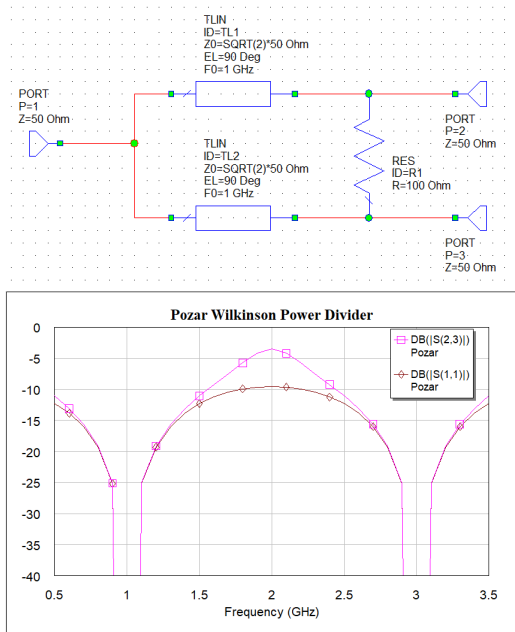 TLIN
ID=TL1
Z0=SQRT(2)*50 Ohm
EL=90 Deg
F0=1 GHz
PORT
P=1
Z=50 Ohm
TLIN
ID=TL2
Z0=SQRT(2)*50 Ohm
EL=90 Deg
F0=1 GHz
PORT
P=2
Z=50 Ohm
RES
ID=R1
R=100 Ohm
PORT
P=3
Z=50 Ohm
Pozar Wilkinson Power Divider
0
-5
-10
-15
-20
-25
-30
-35
-40
DB(|S(2,3)|)
Pozar
DB(|S(1,1)|)
Pozar
0.5 1 1.5 2 2.5 3 3.5
Frequency (GHz)